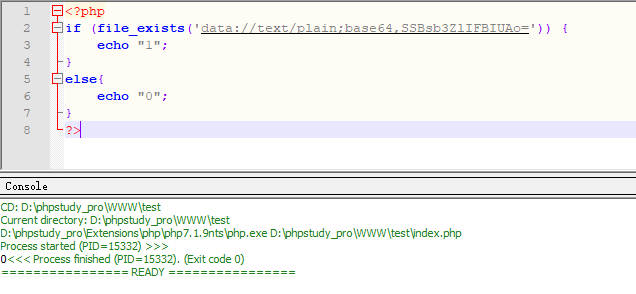 1 <?php
2 if (file_exists('data://text/plain;base64,SSBsb3ZlIFBIUAo=')) {
3 echo "1";
4 }
5 else{
6 echo "0";
7 }
8 ?>
Console
CD: D:\phpstudy_pro\WWW\test
Current directory: D:\phpstudy_pro\WWW\test
D:\phpstudy_pro\Extensions\php\php7.1.9nts\php.exe D:\phpstudy_pro\WWW\test\index.php
Process started (PID=15332) >>>
0<<< Process finished (PID=15332). (Exit code 0)
================ READY ================